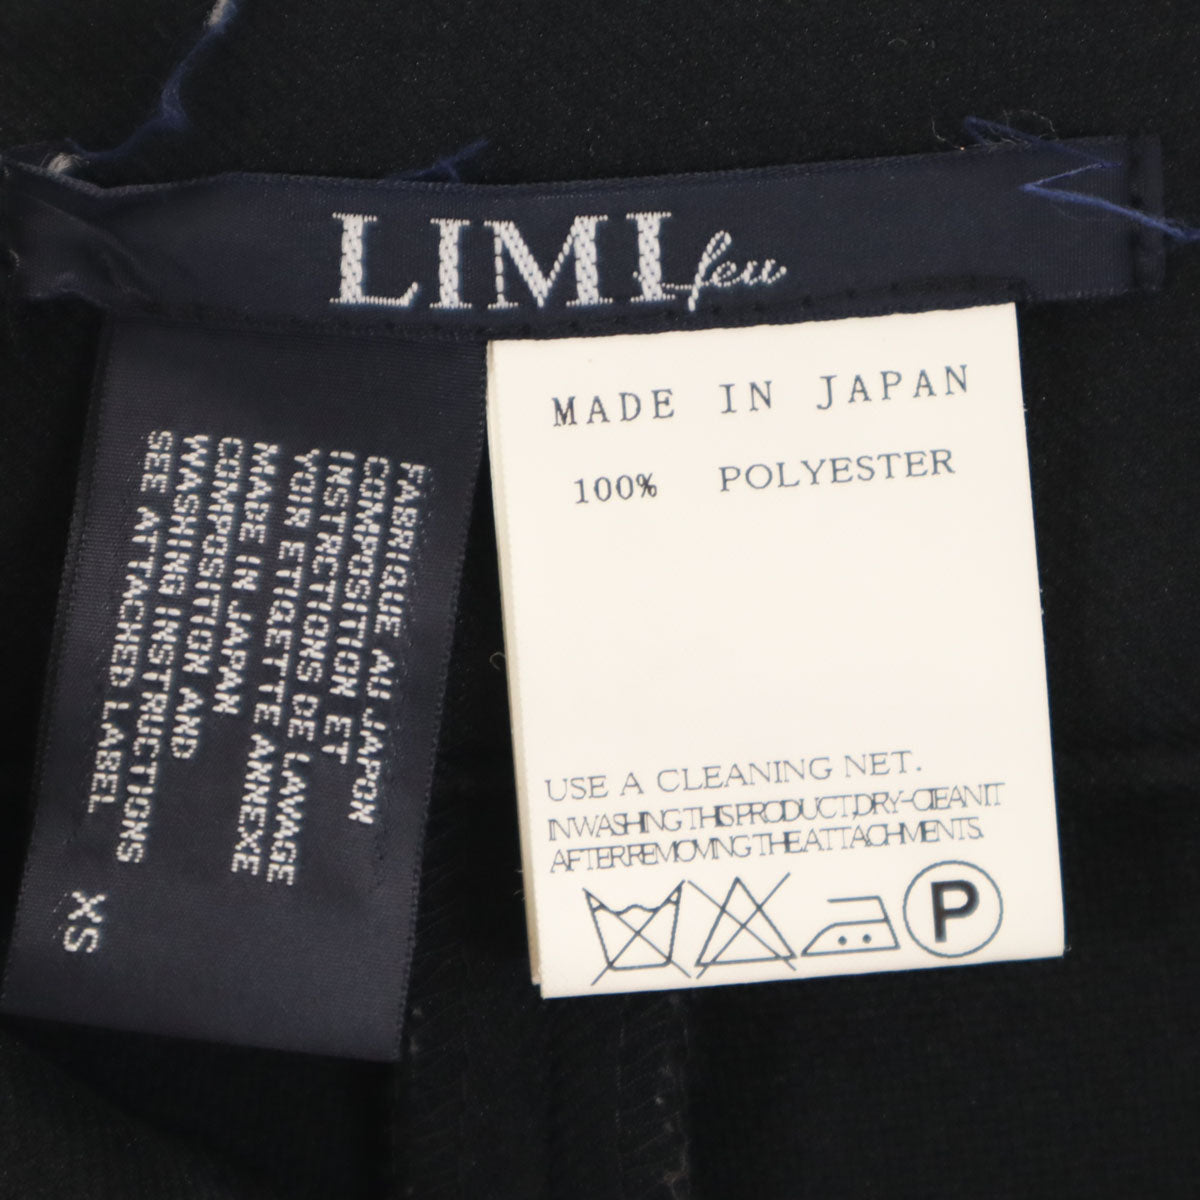 LIMI feu
MADE IN JAPAN
100% POLYESTER
USE A CLEANING NET.
IN WASHING THIS PRODUCT,DRY-CLEAN IT
AFTER REMOVING THE ATTACHMENTS.
P
FABRIQUE AU JAPON
COMPOSITION ET
INSTRUCTIONS DE LAVAGE
VOIR ETIQETTE ANNEXE
MADE IN JAPAN
COMPOSITION AND
WASHING INSTRUCTIGNS
SEE ATTACHED LABEL
XS